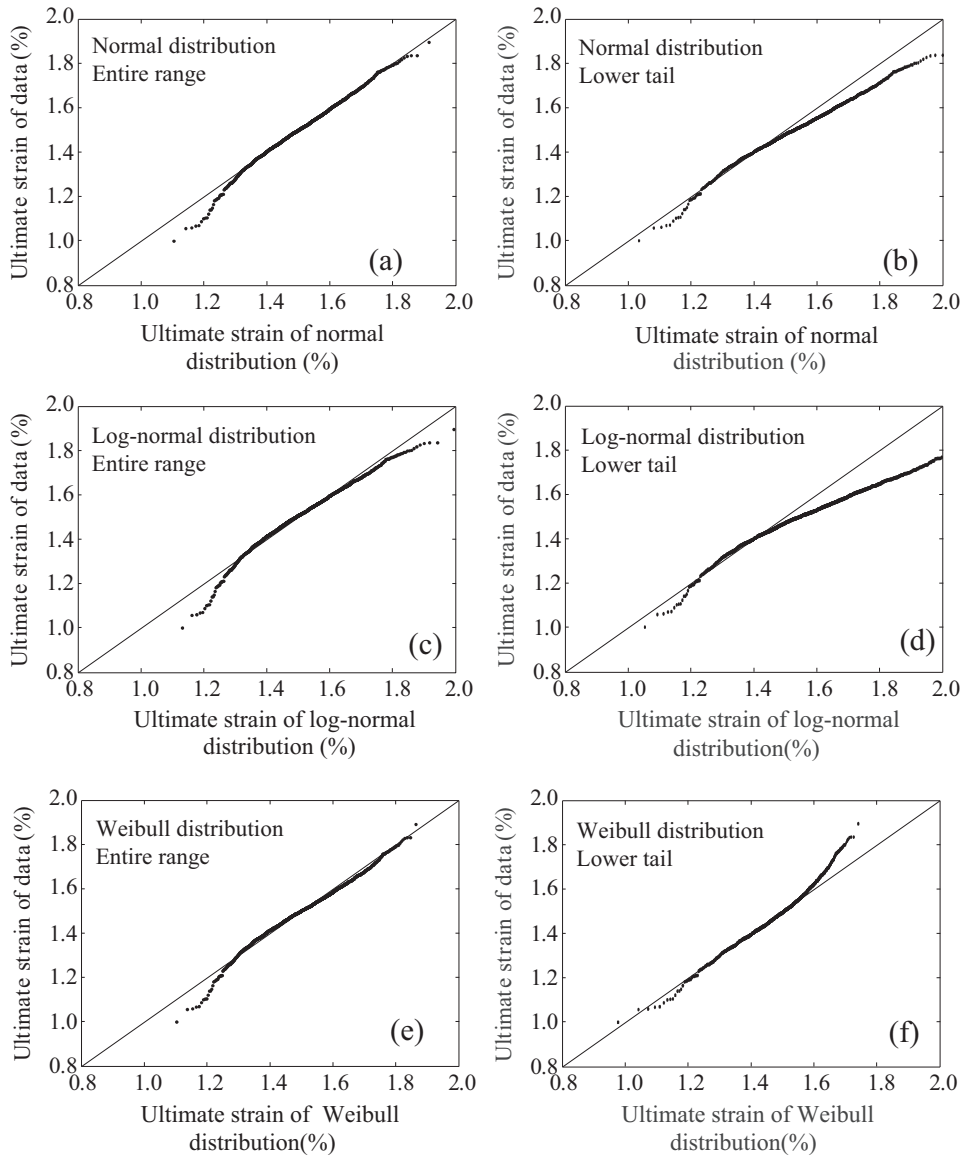 Ultimate strain of data (%)
2.0
1.8
1.6
1.4
1.2
1.0
0.8
Normal distribution
Entire range
(a)
0.8 1.0 1.2 1.4 1.6 1.8 2.0
Ultimate strain of normal
distribution (%)
Ultimate strain of data (%)
2.0
1.8
1.6
1.4
1.2
1.0
0.8
Normal distribution
Lower tail
(b)
0.8 1.0 1.2 1.4 1.6 1.8 2.0
Ultimate strain of normal
distribution (%)
Ultimate strain of data (%)
2.0
1.8
1.6
1.4
1.2
1.0
0.8
Log-normal distribution
Entire range
(c)
0.8 1.0 1.2 1.4 1.6 1.8 2.0
Ultimate strain of log-normal
distribution (%)
Ultimate strain of data (%)
2.0
1.8
1.6
1.4
1.2
1.0
0.8
Log-normal distribution
Lower tail
(d)
0.8 1.0 1.2 1.4 1.6 1.8 2.0
Ultimate strain of log-normal
distribution(%)
Ultimate strain of data (%)
2.0
1.8
1.6
1.4
1.2
1.0
0.8
Weibull distribution
Entire range
(e)
0.8 1.0 1.2 1.4 1.6 1.8 2.0
Ultimate strain of Weibull
distribution(%)
Ultimate strain of data (%)
2.0
1.8
1.6
1.4
1.2
1.0
0.8
Weibull distribution
Lower tail
(f)
0.8 1.0 1.2 1.4 1.6 1.8 2.0
Ultimate strain of Weibull
distribution(%)